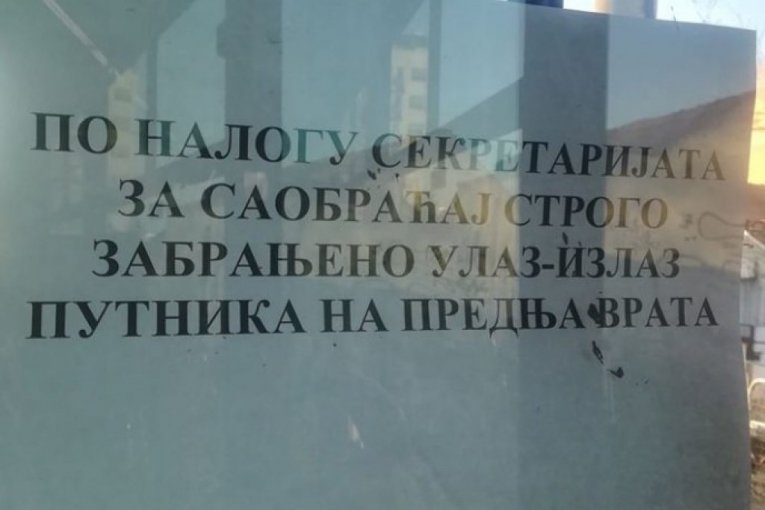 ПО НАЛОГУ СЕКРЕТАРИЈАТА
ЗА САОБРАЋАЈ СТРОГО
ЗАБРАЊЕНО УЛАЗ-ИЗЛАЗ
ПУТНИКА НА ПРЕДЊА ВРАТА